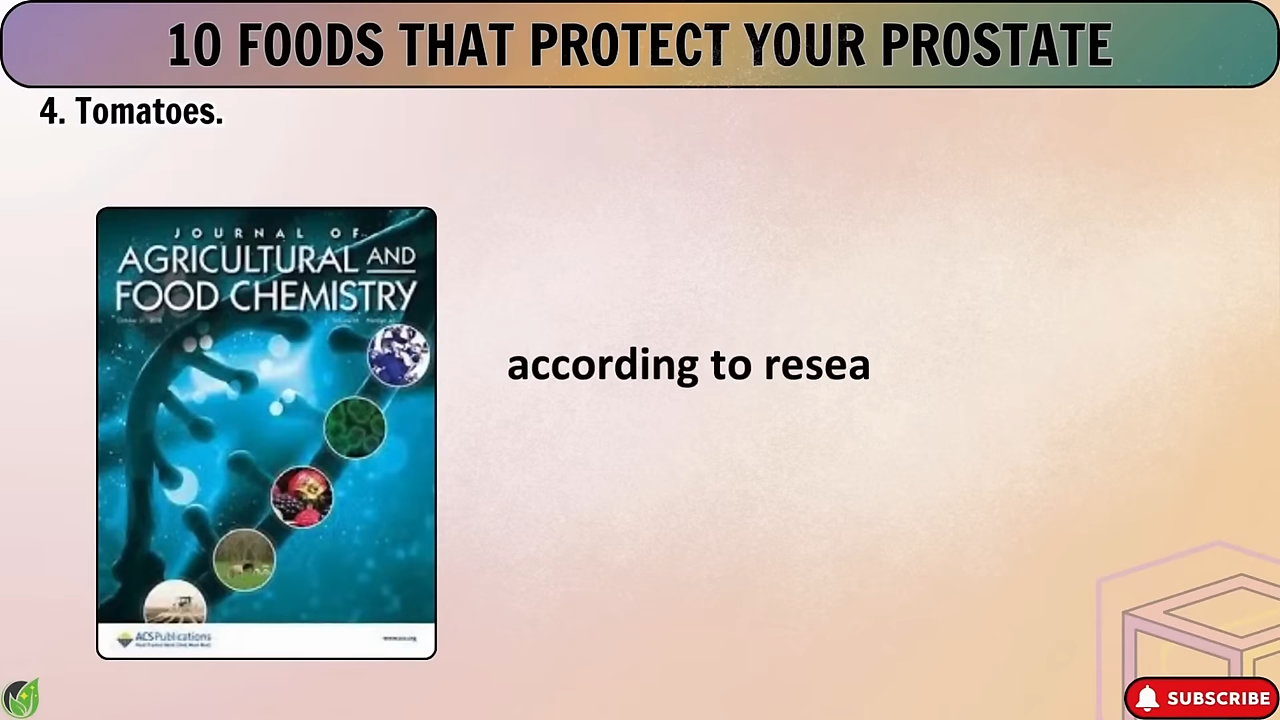 10 FOODS THAT PROTECT YOUR PROSTATE
4. Tomatoes.
JOURNAL OF
AGRICULTURAL AND
FOOD CHEMISTRY
according to resea
ACS Publications
SUBSCRIBE